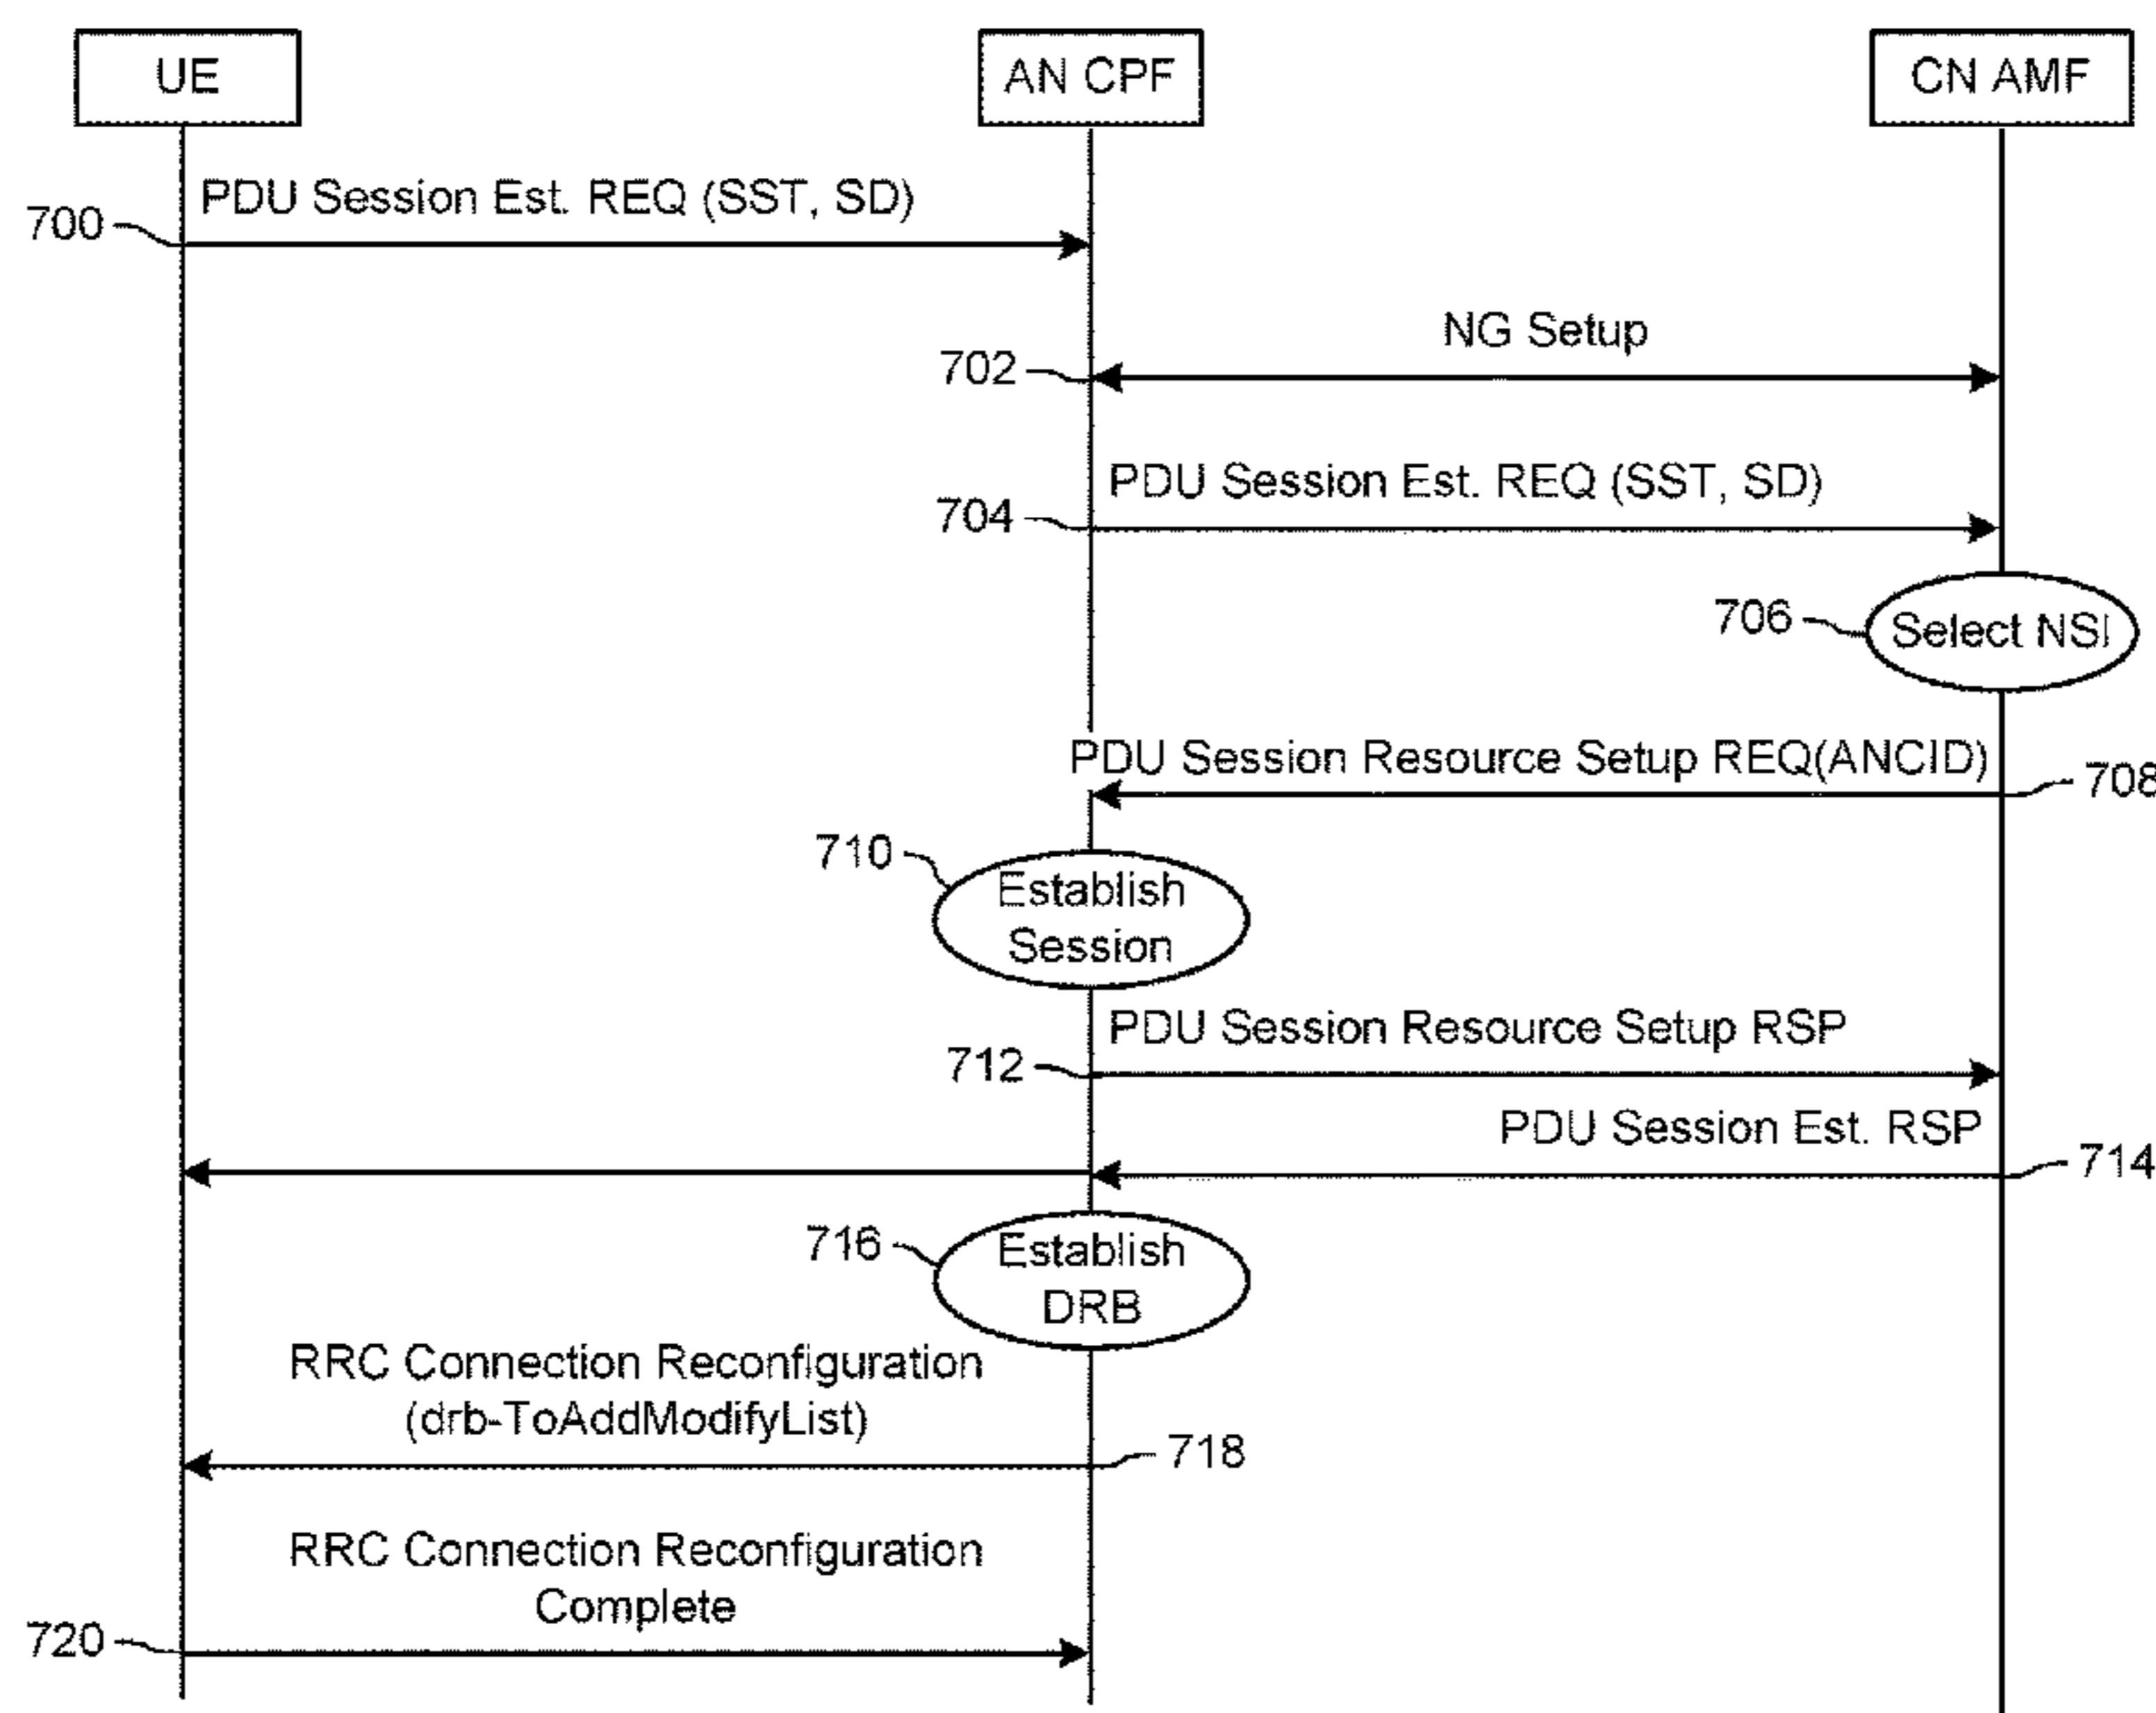 UE
AN CPF
CN AMF
PDU Session Est. REQ (SST, SD)
700
NG Setup
702
PDU Session Est. REQ (SST, SD)
704
706
Select NSI
PDU Session Resource Setup REQ(ANCID)
708
710
Establish
Session
PDU Session Resource Setup RSP
712
PDU Session Est. RSP
714
716
Establish
DRB
RRC Connection Reconfiguration
(drb-ToAddModifyList)
718
RRC Connection Reconfiguration
Complete
720